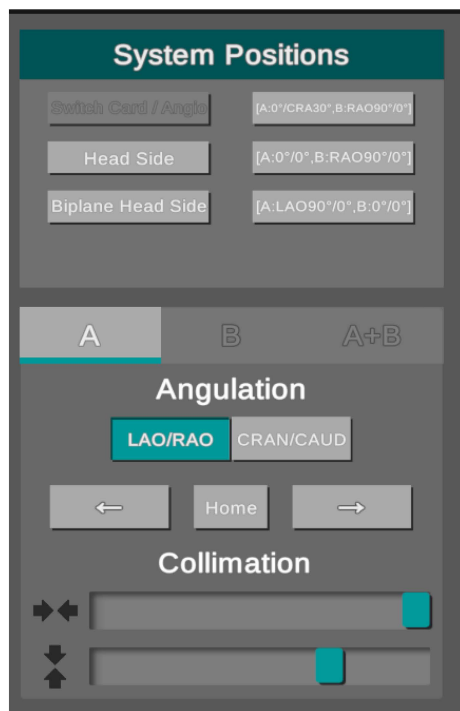 System Positions
Switch Card / Angio
[A:0°/CRA30°,B:RAO90°/0°]
Head Side
[A:0°/0°,B:RAO90°/0°]
Biplane Head Side
[A:LAO90°/0°,B:0°/0°]
A
B
A+B
Angulation
LAO/RAO
CRAN/CAUD
←
Home
→
Collimation